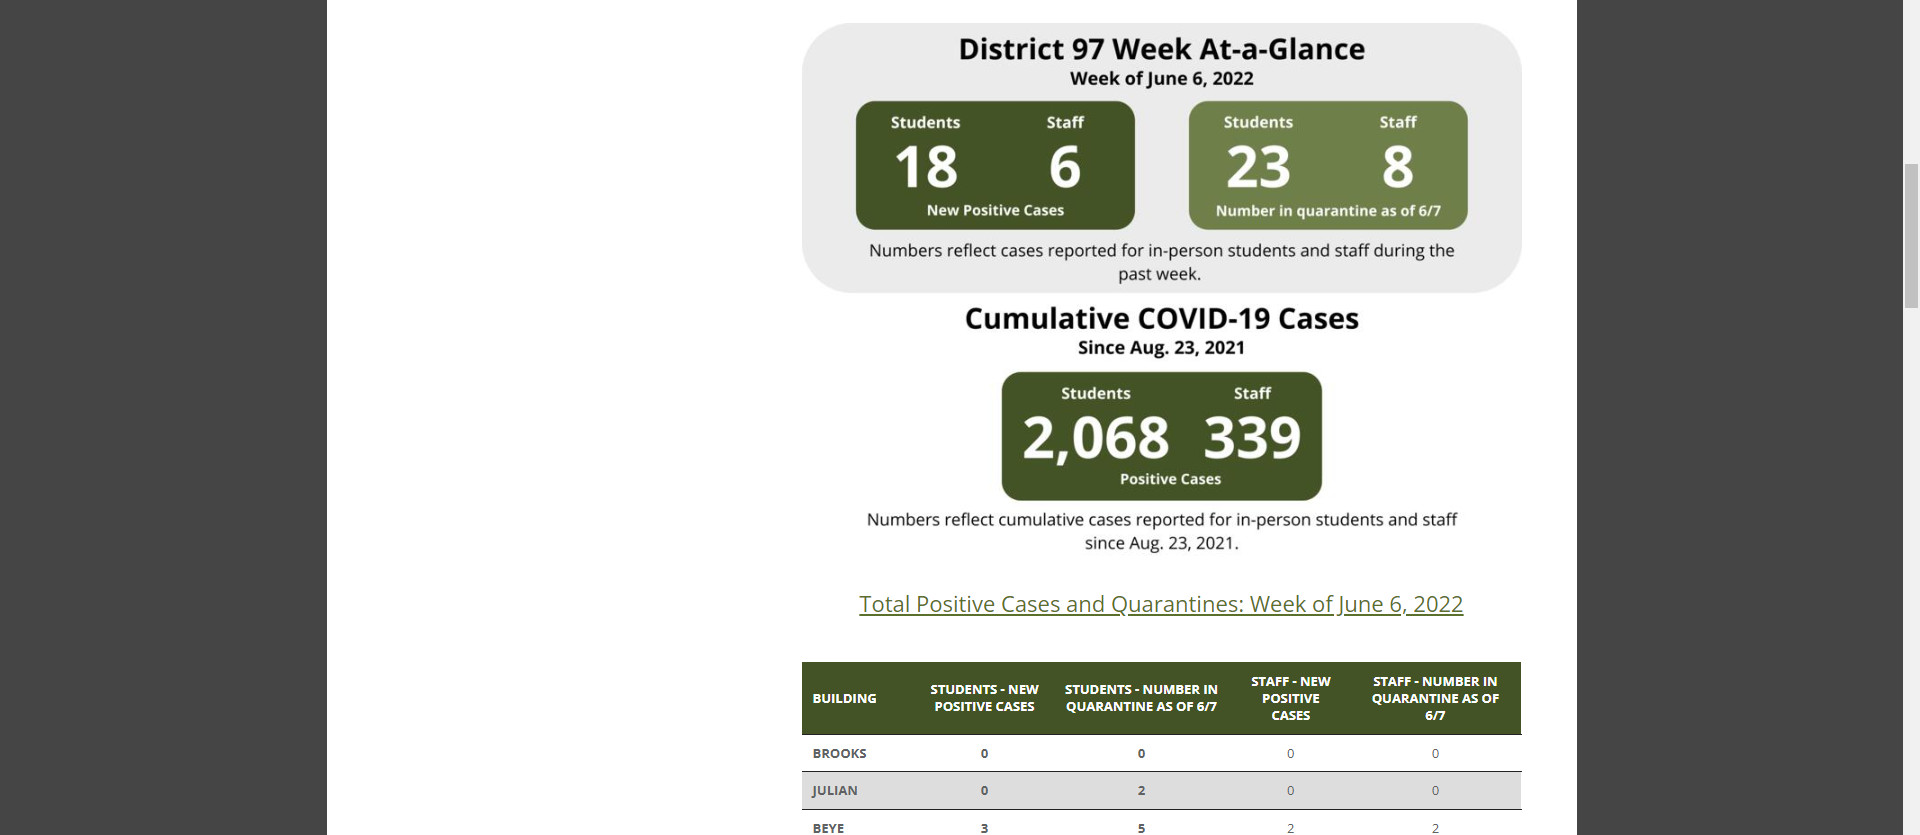 District 97 Week At-a-Glance
Week of June 6, 2022
Students Staff
18 6
New Positive Cases
Students Staff
23 8
Number in quarantine as of 6/7
Numbers reflect cases reported for in-person students and staff during the
past week.
Cumulative COVID-19 Cases
Since Aug. 23, 2021
Students Staff
2,068 339
Positive Cases
Numbers reflect cumulative cases reported for in-person students and staff
since Aug. 23, 2021.
Total Positive Cases and Quarantines: Week of June 6, 2022
BUILDING
STUDENTS - NEW
POSITIVE CASES
STUDENTS - NUMBER IN
QUARANTINE AS OF 6/7
STAFF - NEW
POSITIVE
CASES
STAFF - NUMBER IN
QUARANTINE AS OF
6/7
BROOKS 0 0 0 0
JULIAN 0 2 0 0
BEYE 3 5 2 2